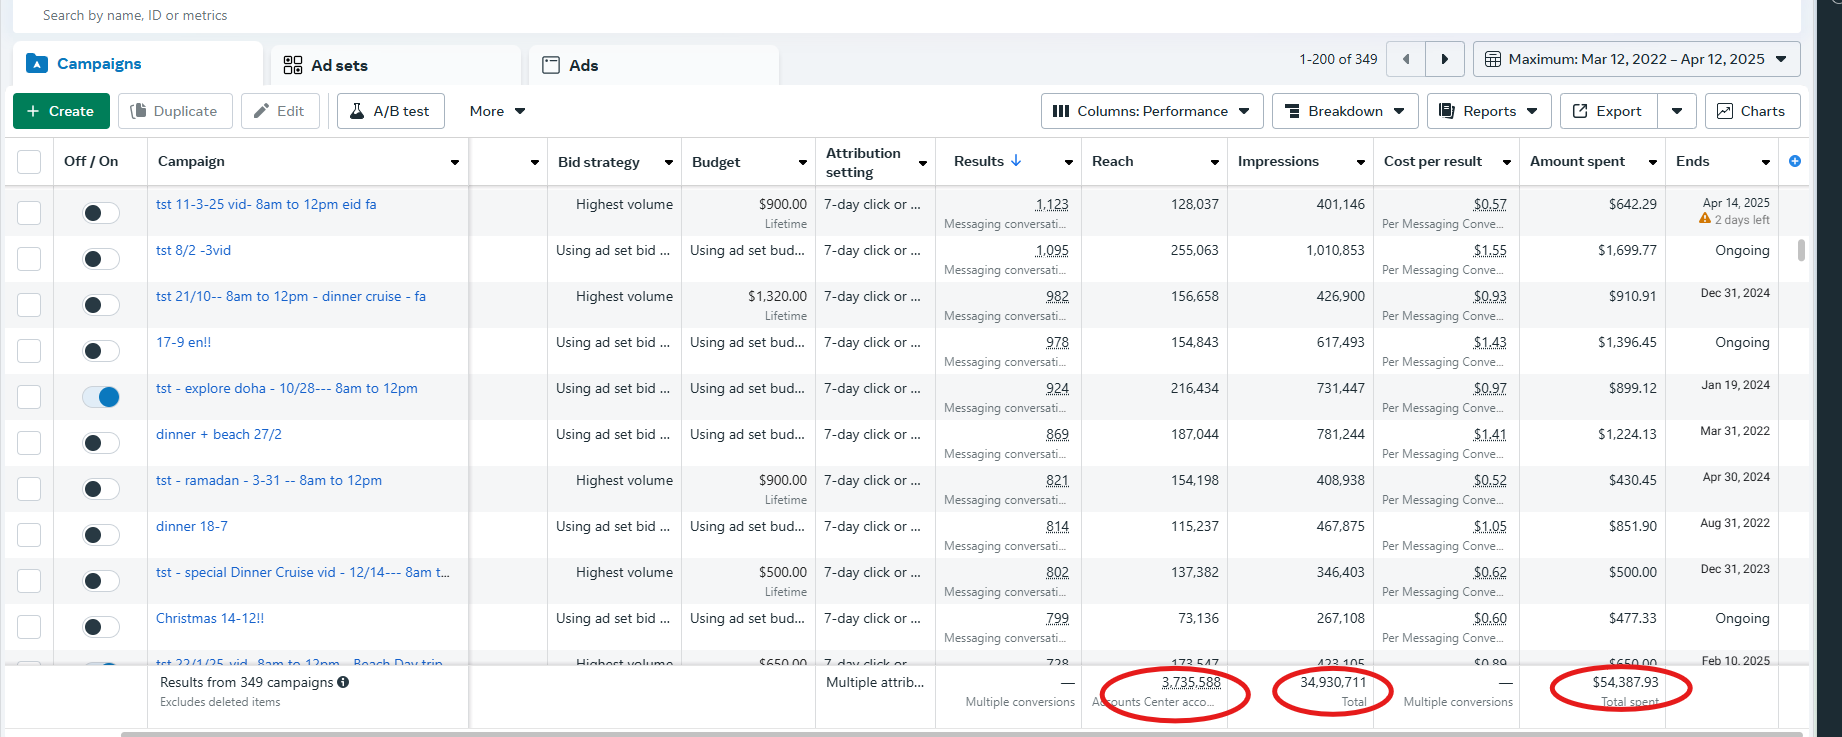 Search by name, ID or metrics
Campaigns
Ad sets
Ads
1-200 of 349
Maximum: Mar 12, 2022 – Apr 12, 2025
+ Create
Duplicate
Edit
A/B test
More
Columns: Performance
Breakdown
Reports
Export
Charts
Off / On Campaign Bid strategy Budget Attribution setting Results ↓ Reach Impressions Cost per result Amount spent Ends
tst 11-3-25 vid- 8am to 12pm eid fa Highest volume $900.00 7-day click or ... 1,123 128,037 401,146 $0.57 $642.29 Apr 14, 2025
Lifetime Messaging conversati... Per Messaging Conve... 2 days left
tst 8/2 -3vid Using ad set bid ... Using ad set bud... 7-day click or ... 1,095 255,063 1,010,853 $1.55 $1,699.77 Ongoing
Messaging conversati... Per Messaging Conve...
tst 21/10-- 8am to 12pm - dinner cruise - fa Highest volume $1,320.00 7-day click or ... 982 156,658 426,900 $0.93 $910.91 Dec 31, 2024
Lifetime Messaging conversati... Per Messaging Conve...
17-9 en!! Using ad set bid ... Using ad set bud... 7-day click or ... 978 154,843 617,493 $1.43 $1,396.45 Ongoing
Messaging conversati... Per Messaging Conve...
tst - explore doha - 10/28--- 8am to 12pm Using ad set bid ... Using ad set bud... 7-day click or ... 924 216,434 731,447 $0.97 $899.12 Jan 19, 2024
Messaging conversati... Per Messaging Conve...
dinner + beach 27/2 Using ad set bid ... Using ad set bud... 7-day click or ... 869 187,044 781,244 $1.41 $1,224.13 Mar 31, 2022
Messaging conversati... Per Messaging Conve...
tst - ramadan - 3-31 -- 8am to 12pm Highest volume $900.00 7-day click or ... 821 154,198 408,938 $0.52 $430.45 Apr 30, 2024
Lifetime Messaging conversati... Per Messaging Conve...
dinner 18-7 Using ad set bid ... Using ad set bud... 7-day click or ... 814 115,237 467,875 $1.05 $851.90 Aug 31, 2022
Messaging conversati... Per Messaging Conve...
tst - special Dinner Cruise vid - 12/14--- 8am t... Highest volume $500.00 7-day click or ... 802 137,382 346,403 $0.62 $500.00 Dec 31, 2023
Lifetime Messaging conversati... Per Messaging Conve...
Christmas 14-12!! Using ad set bid ... Using ad set bud... 7-day click or ... 799 73,136 267,108 $0.60 $477.33 Ongoing
Messaging conversati... Per Messaging Conve...
tst 22/1/25-vid- 8am to 12pm - Beach Day trip Highest volume $650.00 7-day click or ... 728 173,547 423,105 $0.89 $650.00 Feb 10, 2025
Results from 349 campaigns Multiple attrib... — 3,735,588 34,930,711 — $54,387.93
Excludes deleted items Multiple conversions Accounts Center acco... Total Multiple conversions Total spent